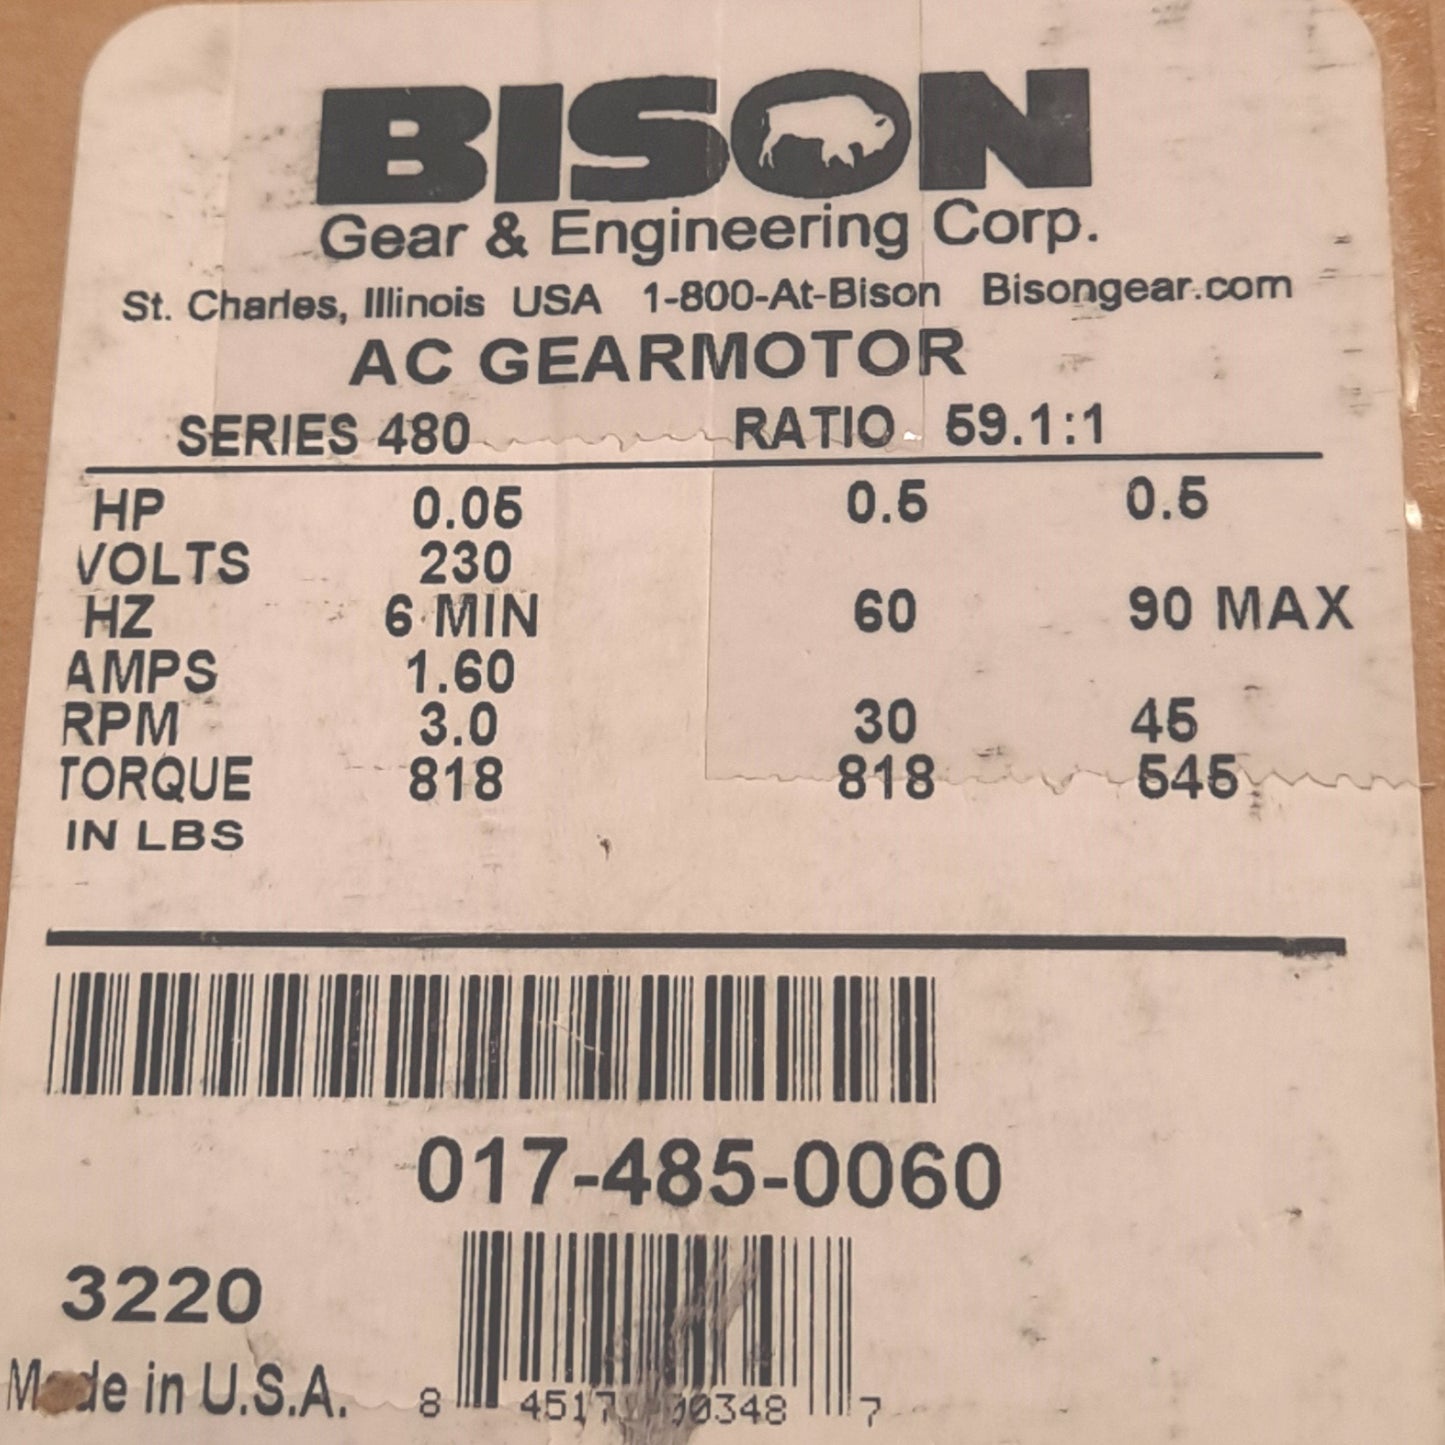 BISON
Gear & Engineering Corp.
St. Charles, Illinois USA 1-800-At-Bison Bisongear.com
AC GEARMOTOR
SERIES 480 RATIO 59.1:1
HP 0.05 0.5 0.5
VOLTS 230
HZ 6 MIN 60 90 MAX
AMPS 1.60
RPM 3.0 30 45
TORQUE 818 818 545
IN LBS
017-485-0060
3220
Made in U.S.A.
8 7